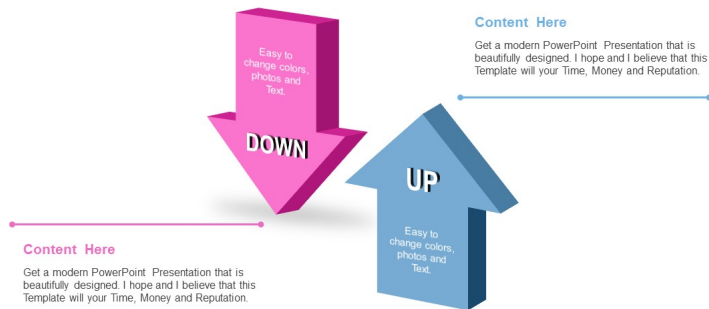 Easy to
change colors,
photos and
Text.
DOWN
Content Here
Get a modern PowerPoint Presentation that is
beautifully designed. I hope and I believe that this
Template will your Time, Money and Reputation.
UP
Easy to
change colors,
photos and
Text.
Content Here
Get a modern PowerPoint Presentation that is
beautifully designed. I hope and I believe that this
Template will your Time, Money and Reputation.